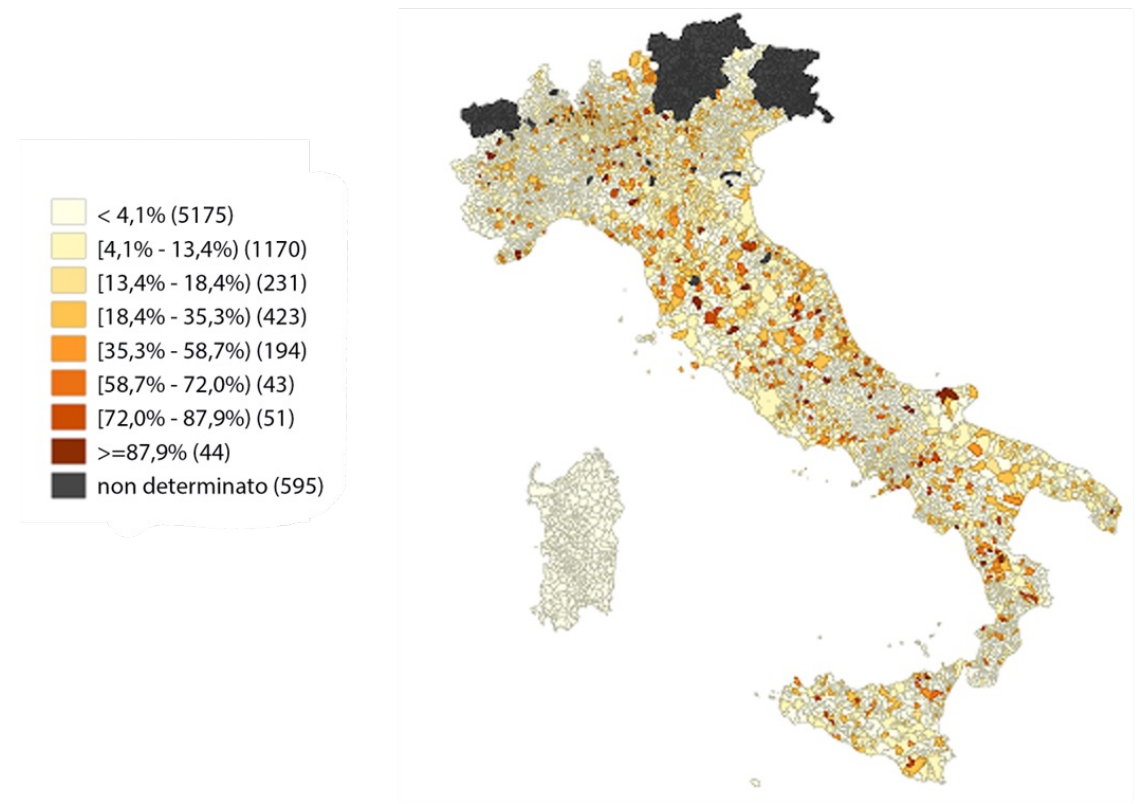 < 4,1% (5175)
[4,1% - 13,4%) (1170)
[13,4% - 18,4%) (231)
[18,4% - 35,3%) (423)
[35,3% - 58,7%) (194)
[58,7% - 72,0%) (43)
[72,0% - 87,9%) (51)
>=87,9% (44)
non determinato (595)